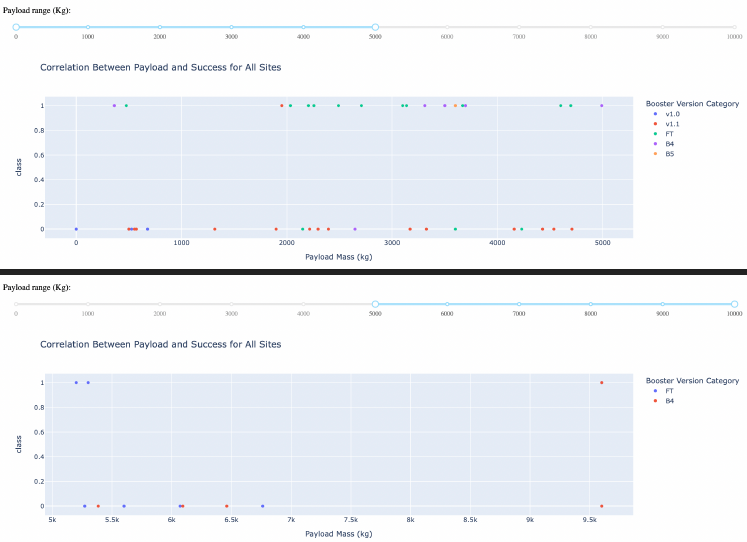 Payload range (Kg):
0 1000 2000 3000 4000 5000 6000 7000 8000 9000 10000
Correlation Between Payload and Success for All Sites
Booster Version Category
v1.0
v1.1
FT
B4
B5
1
0.8
0.6
0.4
0.2
0
class
0 1000 2000 3000 4000 5000
Payload Mass (kg)
Payload range (Kg):
0 1000 2000 3000 4000 5000 6000 7000 8000 9000 10000
Correlation Between Payload and Success for All Sites
Booster Version Category
FT
B4
1
0.8
0.6
0.4
0.2
0
class
5k 5.5k 6k 6.5k 7k 7.5k 8k 8.5k 9k 9.5k
Payload Mass (kg)